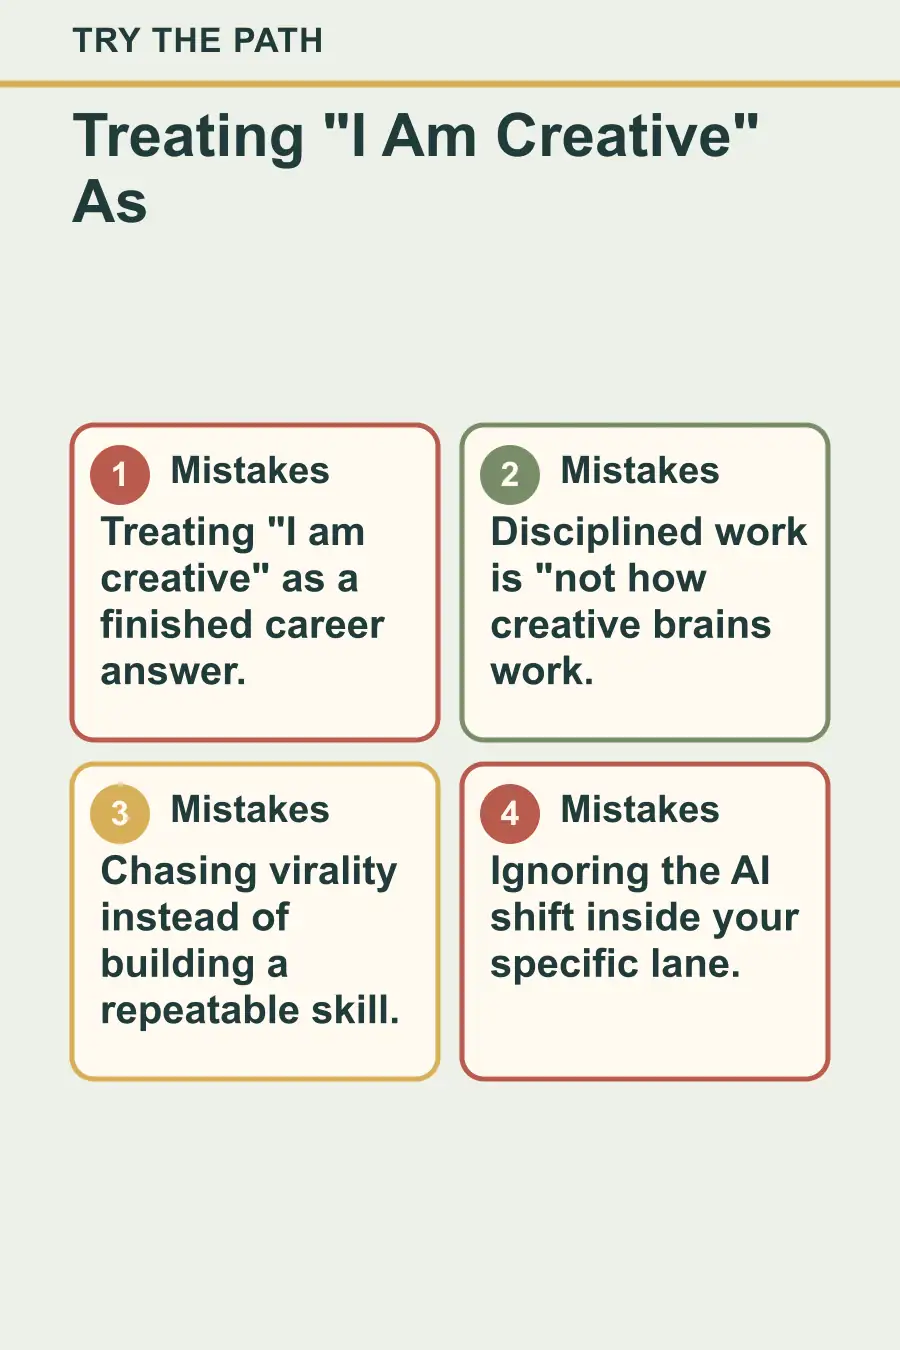 TRY THE PATH
Treating "I Am Creative"
As
1 Mistakes
Treating "I am
creative" as a
finished career
answer.
2 Mistakes
Disciplined work
is "not how
creative brains
work.
3 Mistakes
Chasing virality
instead of
building a
repeatable skill.
4 Mistakes
Ignoring the AI
shift inside your
specific lane.